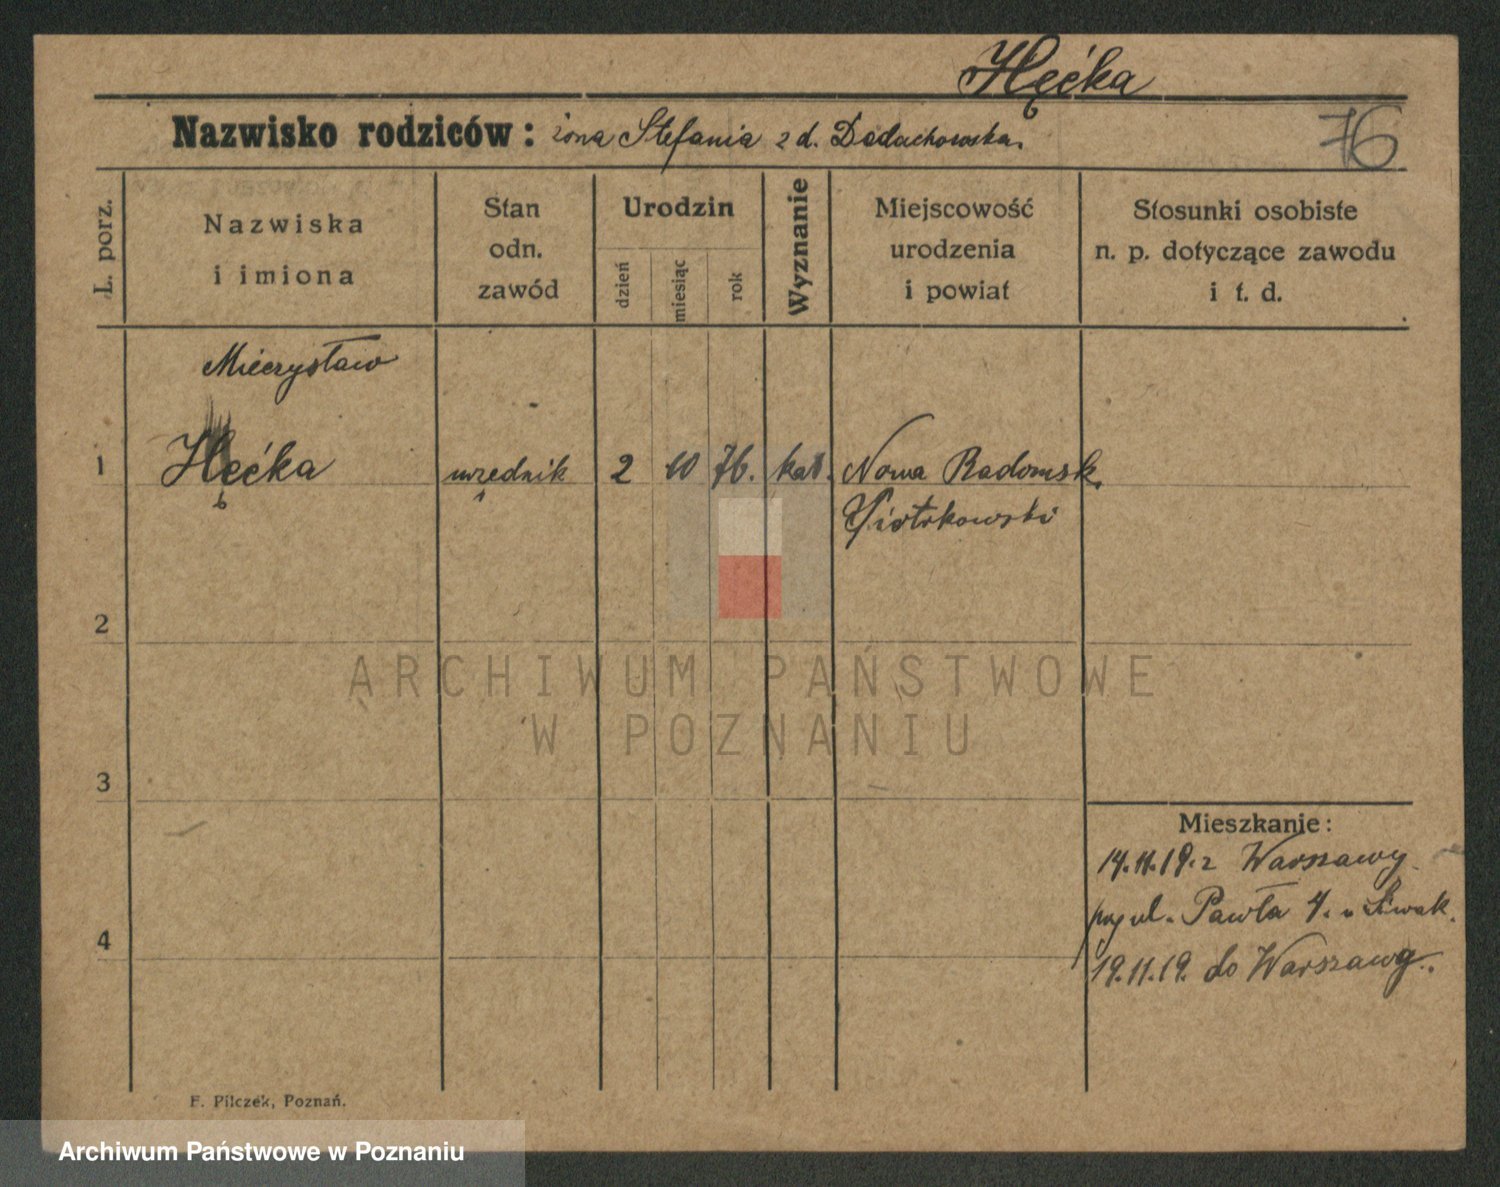 Hęćka
Nazwisko rodziców: żona Stefania z d. Dadachowska.
76
L. porz.
Nazwiska
i imiona
Stan
odn.
zawód
Urodzin
dzień
miesiąc
rok
Wyznanie
Miejscowość
urodzenia
i powiat
Stosunki osobiste
n. p. dotyczące zawodu
i t. d.
Mieczysław
1 Hęćka urzędnik 2 10 76. kat. Nowa Radomsk.
Piotrkowski
2
ARCHIWUM PAŃSTWOWE
W POZNANIU
3
Mieszkanie:
14.11.19. z Warszawy
przy ul. Pawła 4. u Siwak.
4
19.11.19. do Warszawy.
F. Pilczek, Poznań.
Archiwum Państwowe w Poznaniu